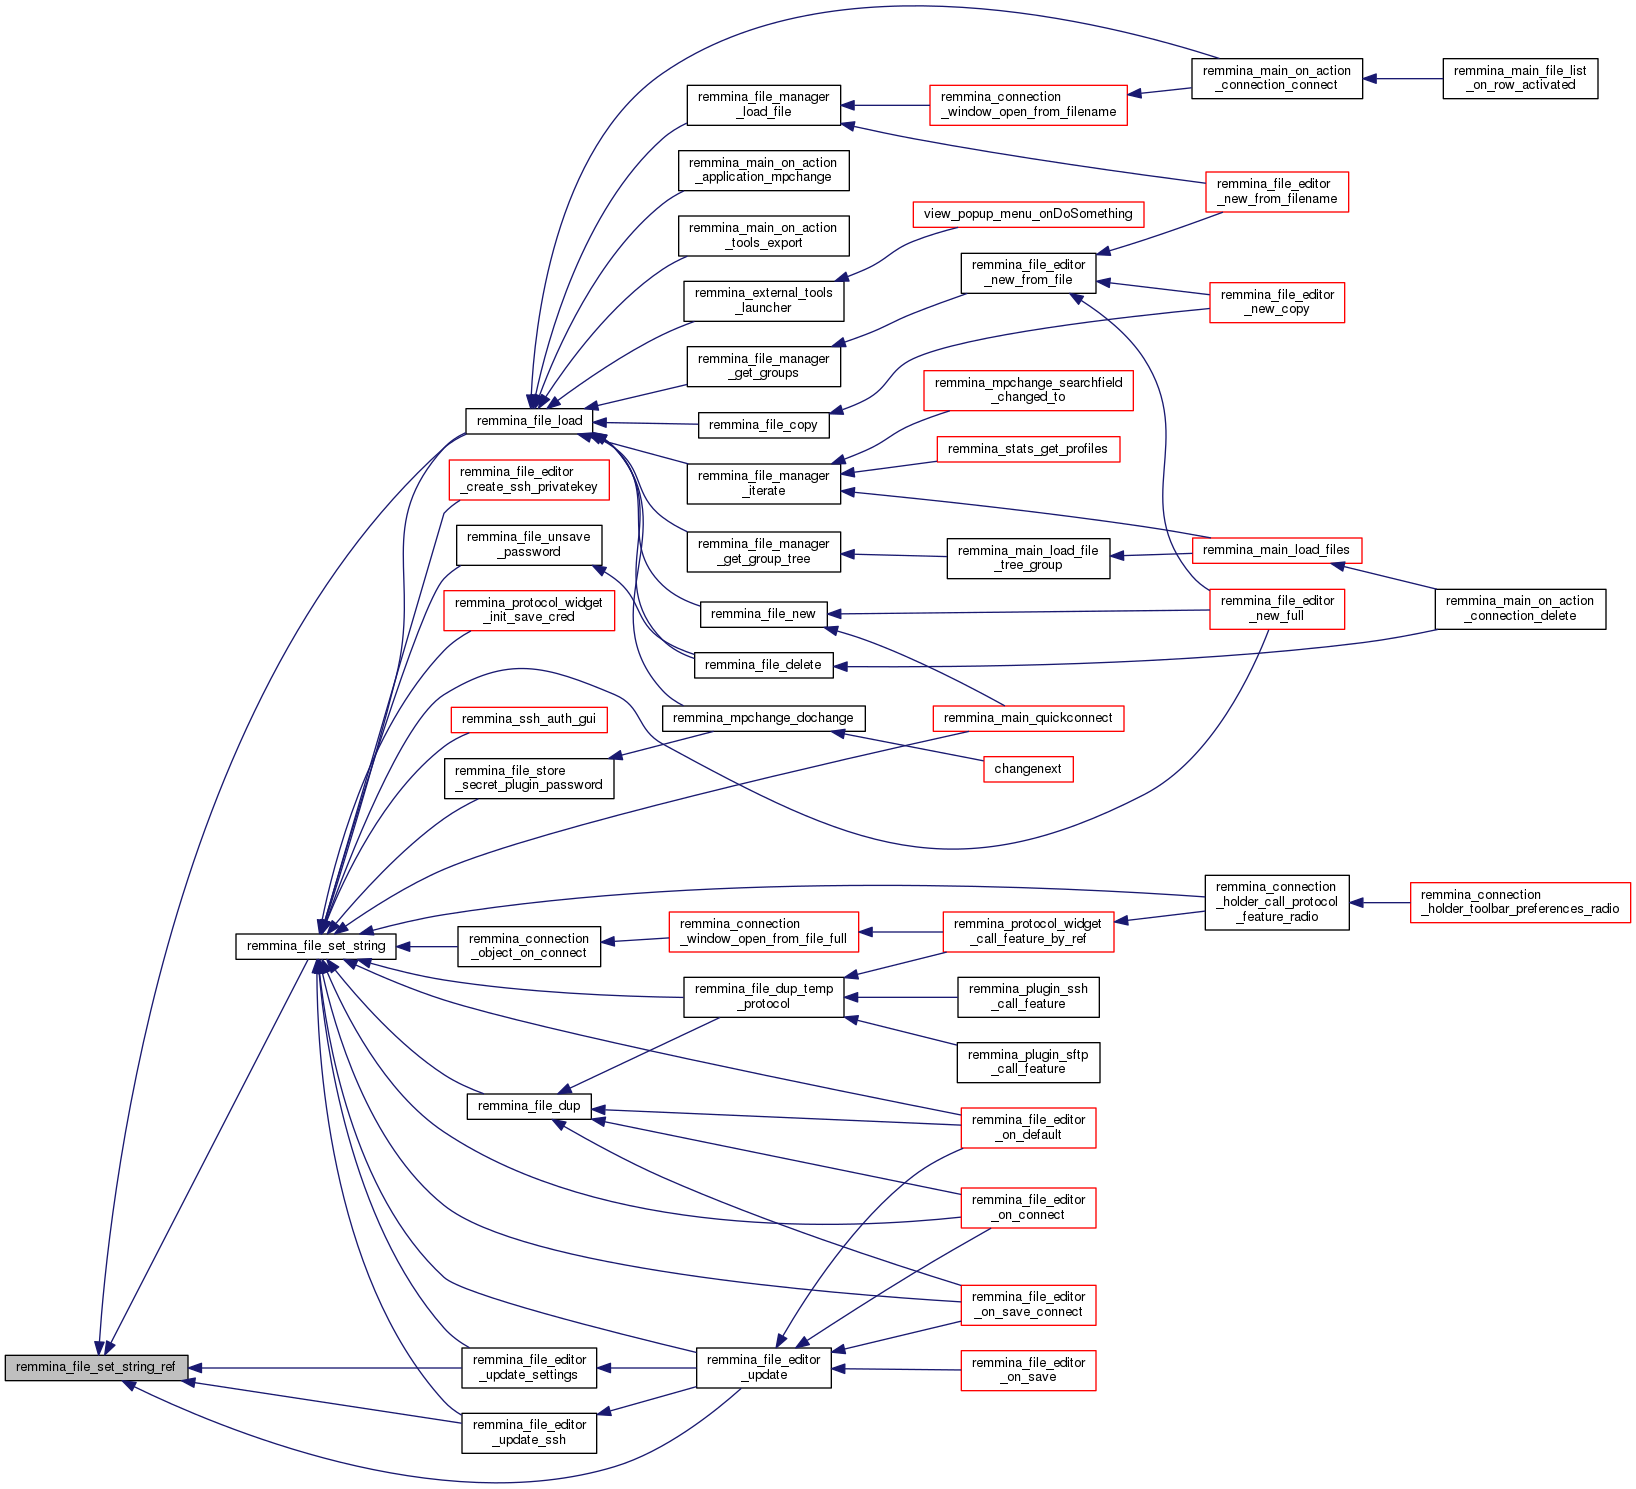 remmina_main_on_action
_connection_connect
remmina_main_file_list
_on_row_activated
remmina_file_manager
_load_file
remmina_connection
_window_open_from_filename
remmina_main_on_action
_application_mpchange
remmina_file_editor
_new_from_filename
view_popup_menu_onDoSomething
remmina_main_on_action
_tools_export
remmina_file_editor
_new_from_file
remmina_external_tools
_launcher
remmina_file_editor
_new_copy
remmina_file_manager
_get_groups
remmina_mpchange_searchfield
_changed_to
remmina_file_load
remmina_file_copy
remmina_stats_get_profiles
remmina_file_editor
_create_ssh_privatekey
remmina_file_manager
_iterate
remmina_file_unsave
_password
remmina_file_manager
_get_group_tree
remmina_main_load_file
_tree_group
remmina_main_load_files
remmina_protocol_widget
_init_save_cred
remmina_file_new
remmina_file_editor
_new_full
remmina_main_on_action
_connection_delete
remmina_file_delete
remmina_ssh_auth_gui
remmina_mpchange_dochange
remmina_main_quickconnect
remmina_file_store
_secret_plugin_password
changenext
remmina_connection
_holder_call_protocol
_feature_radio
remmina_connection
_holder_toolbar_preferences_radio
remmina_file_set_string
remmina_connection
_object_on_connect
remmina_connection
_window_open_from_file_full
remmina_protocol_widget
_call_feature_by_ref
remmina_file_dup_temp
_protocol
remmina_plugin_ssh
_call_feature
remmina_plugin_sftp
_call_feature
remmina_file_dup
remmina_file_editor
_on_default
remmina_file_editor
_on_connect
remmina_file_editor
_on_save_connect
remmina_file_set_string_ref
remmina_file_editor
_update_settings
remmina_file_editor
_update
remmina_file_editor
_on_save
remmina_file_editor
_update_ssh